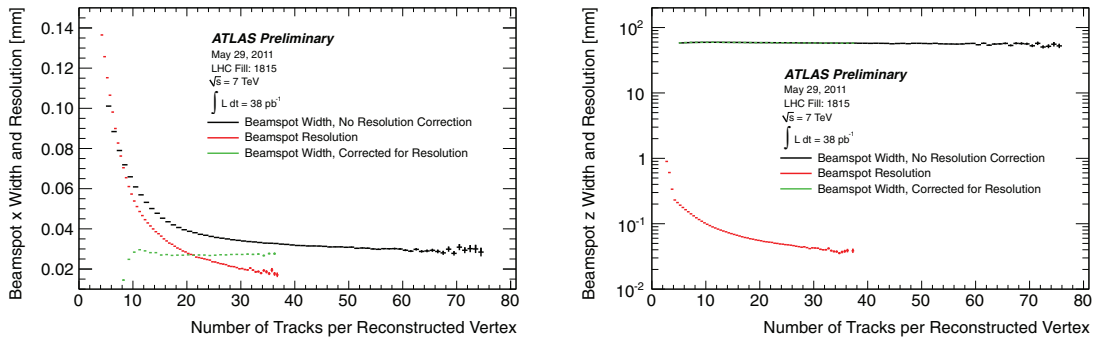 Beamspot x Width and Resolution [mm]
0.14
0.12
0.10
0.08
0.06
0.04
0.02
ATLAS Preliminary
May 29, 2011
LHC Fill: 1815
√s = 7 TeV
∫ L dt = 38 pb⁻¹
Beamspot Width, No Resolution Correction
Beamspot Resolution
Beamspot Width, Corrected for Resolution
0 10 20 30 40 50 60 70 80
Number of Tracks per Reconstructed Vertex
Beamspot z Width and Resolution [mm]
10²
10
1
10⁻¹
10⁻²
ATLAS Preliminary
May 29, 2011
LHC Fill: 1815
√s = 7 TeV
∫ L dt = 38 pb⁻¹
Beamspot Width, No Resolution Correction
Beamspot Resolution
Beamspot Width, Corrected for Resolution
0 10 20 30 40 50 60 70 80
Number of Tracks per Reconstructed Vertex